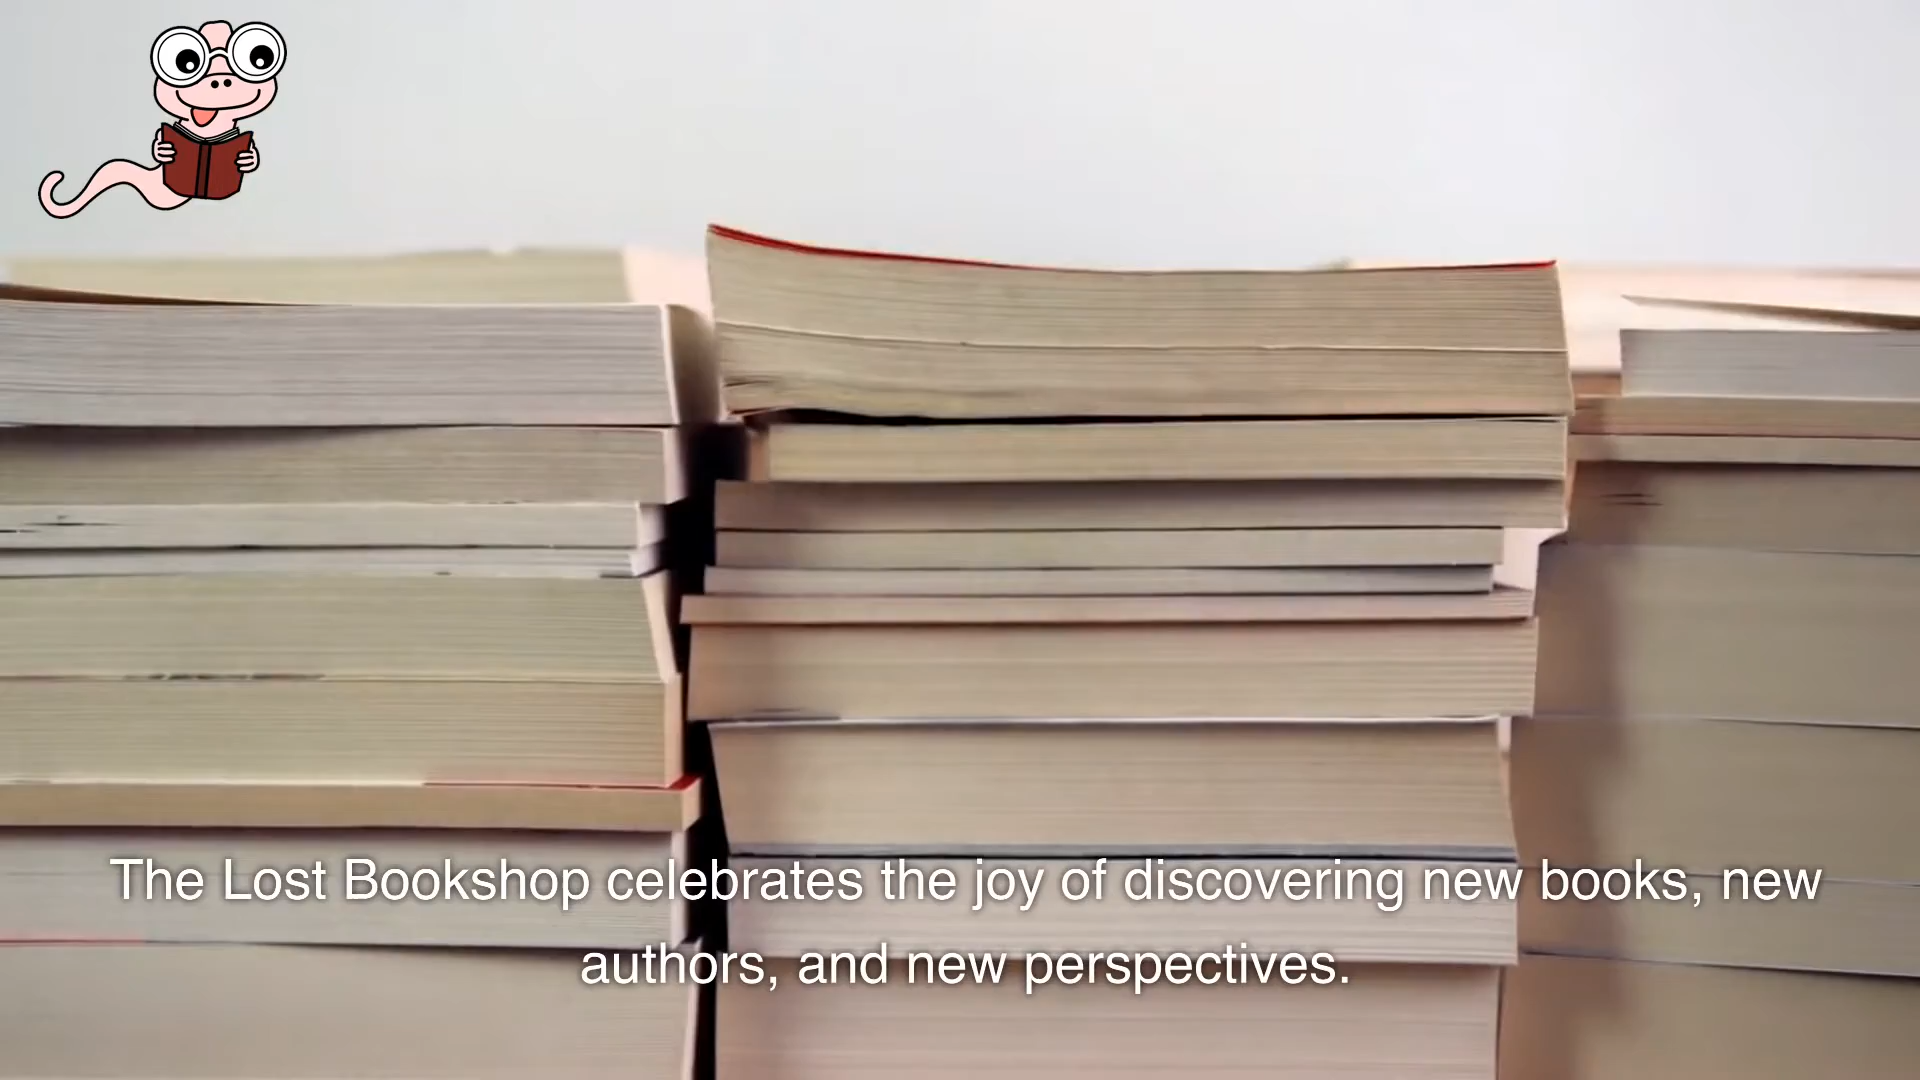 The Lost Bookshop celebrates the joy of discovering new books, new
authors, and new perspectives.